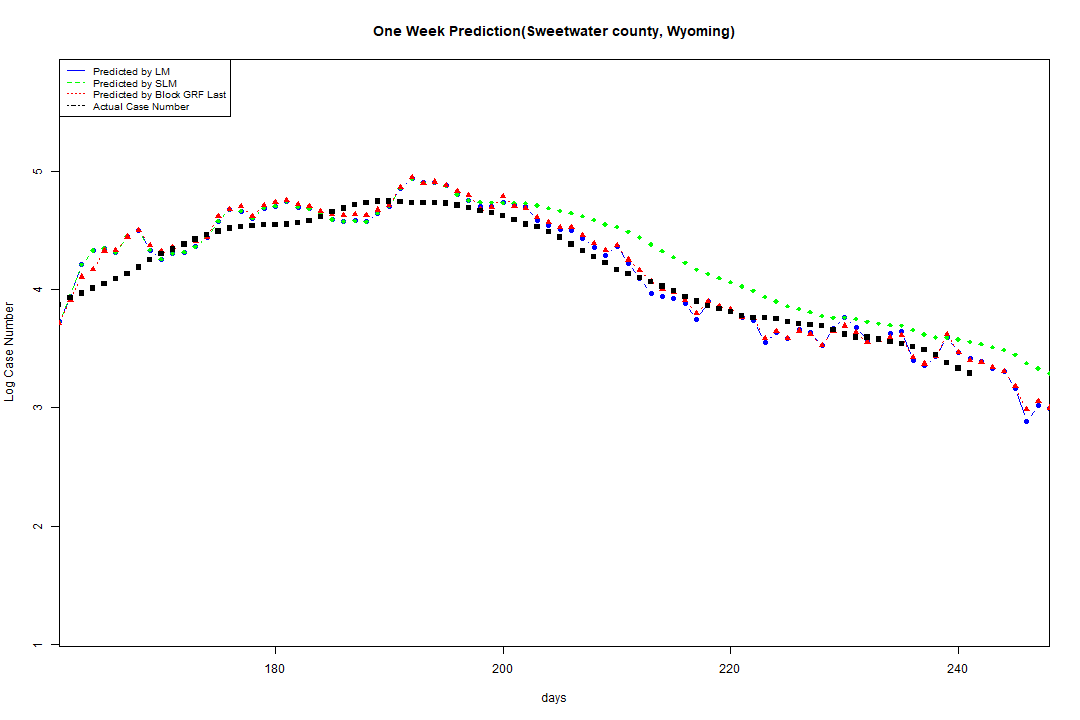 One Week Prediction(Sweetwater county, Wyoming)
Predicted by LM
Predicted by SLM
Predicted by Block GRF Last
Actual Case Number
5
4
3
2
1
Log Case Number
180 200 220 240
days